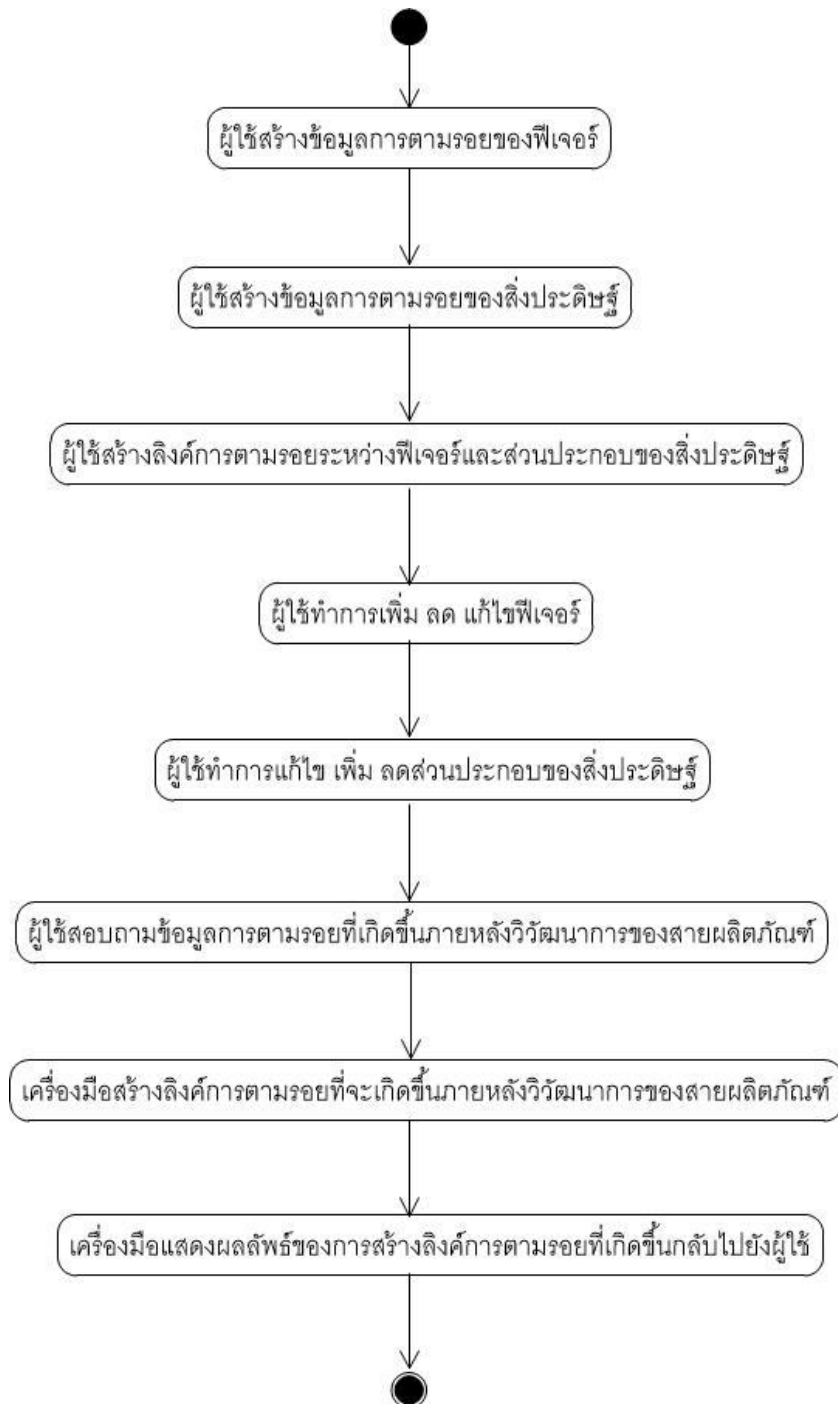 ผู้ใช้สร้างข้อมูลการตามรอยของฟีเจอร์
ผู้ใช้สร้างข้อมูลการตามรอยของสิ่งประดิษฐ์
ผู้ใช้สร้างลิงค์การตามรอยระหว่างฟีเจอร์และส่วนประกอบของสิ่งประดิษฐ์
ผู้ใช้ทำการเพิ่ม ลด แก้ไขฟีเจอร์
ผู้ใช้ทำการแก้ไข เพิ่ม ลดส่วนประกอบของสิ่งประดิษฐ์
ผู้ใช้สอบถามข้อมูลการตามรอยที่เกิดขึ้นภายหลังวิวัฒนาการของสายผลิตภัณฑ์
เครื่องมือสร้างลิงค์การตามรอยที่จะเกิดขึ้นภายหลังวิวัฒนาการของสายผลิตภัณฑ์
เครื่องมือแสดงผลลัพธ์ของการสร้างลิงค์การตามรอยที่เกิดขึ้นกลับไปยังผู้ใช้